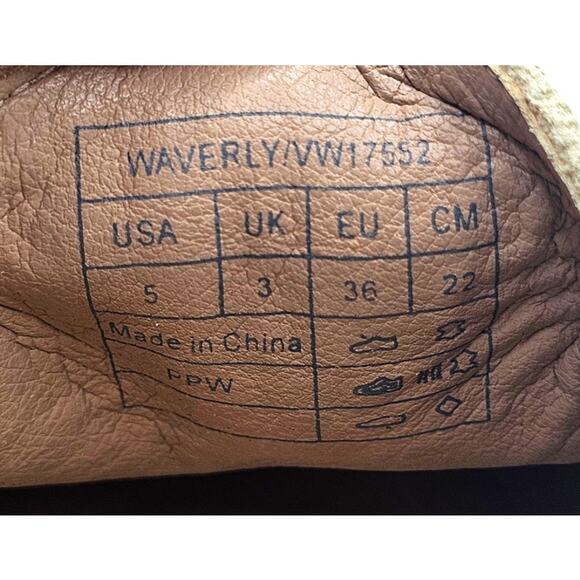 WAVERLY/VW17552
USA UK EU CM
5 3 36 22
Made in China
PPW